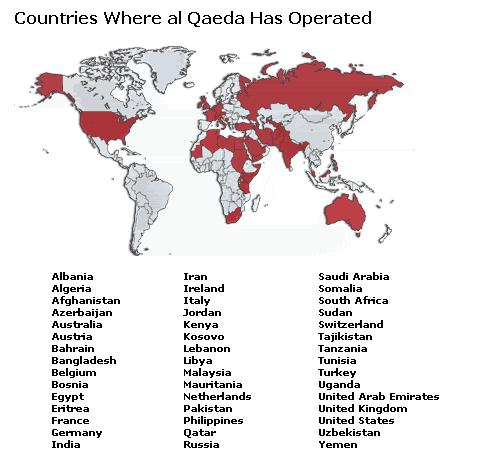 Countries Where al Qaeda Has Operated
Albania
Algeria
Afghanistan
Azerbaijan
Australia
Austria
Bahrain
Bangladesh
Belgium
Bosnia
Egypt
Eritrea
France
Germany
India
Iran
Ireland
Italy
Jordan
Kenya
Kosovo
Lebanon
Libya
Malaysia
Mauritania
Netherlands
Pakistan
Philippines
Qatar
Russia
Saudi Arabia
Somalia
South Africa
Sudan
Switzerland
Tajikistan
Tanzania
Tunisia
Turkey
Uganda
United Arab Emirates
United Kingdom
United States
Uzbekistan
Yemen